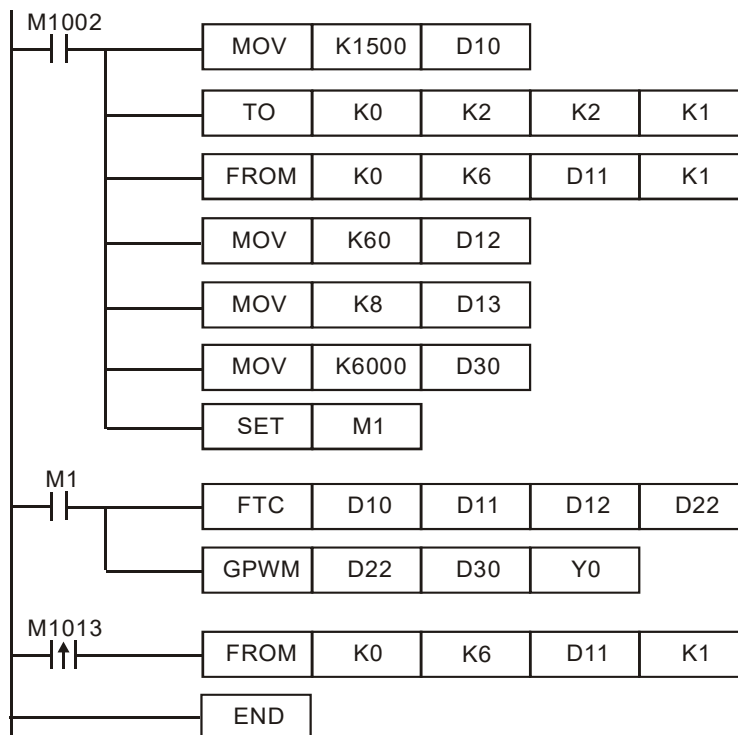 M1002
MOV K1500 D10
TO K0 K2 K2 K1
FROM K0 K6 D11 K1
MOV K60 D12
MOV K8 D13
MOV K6000 D30
SET M1
M1
FTC D10 D11 D12 D22
GPWM D22 D30 Y0
M1013
FROM K0 K6 D11 K1
END